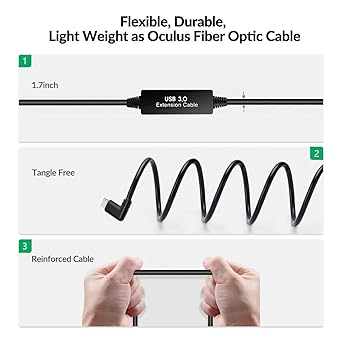 Flexible, Durable,
Light Weight as Oculus Fiber Optic Cable
1
1.7inch
USB 3.0
Extension Cable
2
Tangle Free
3
Reinforced Cable